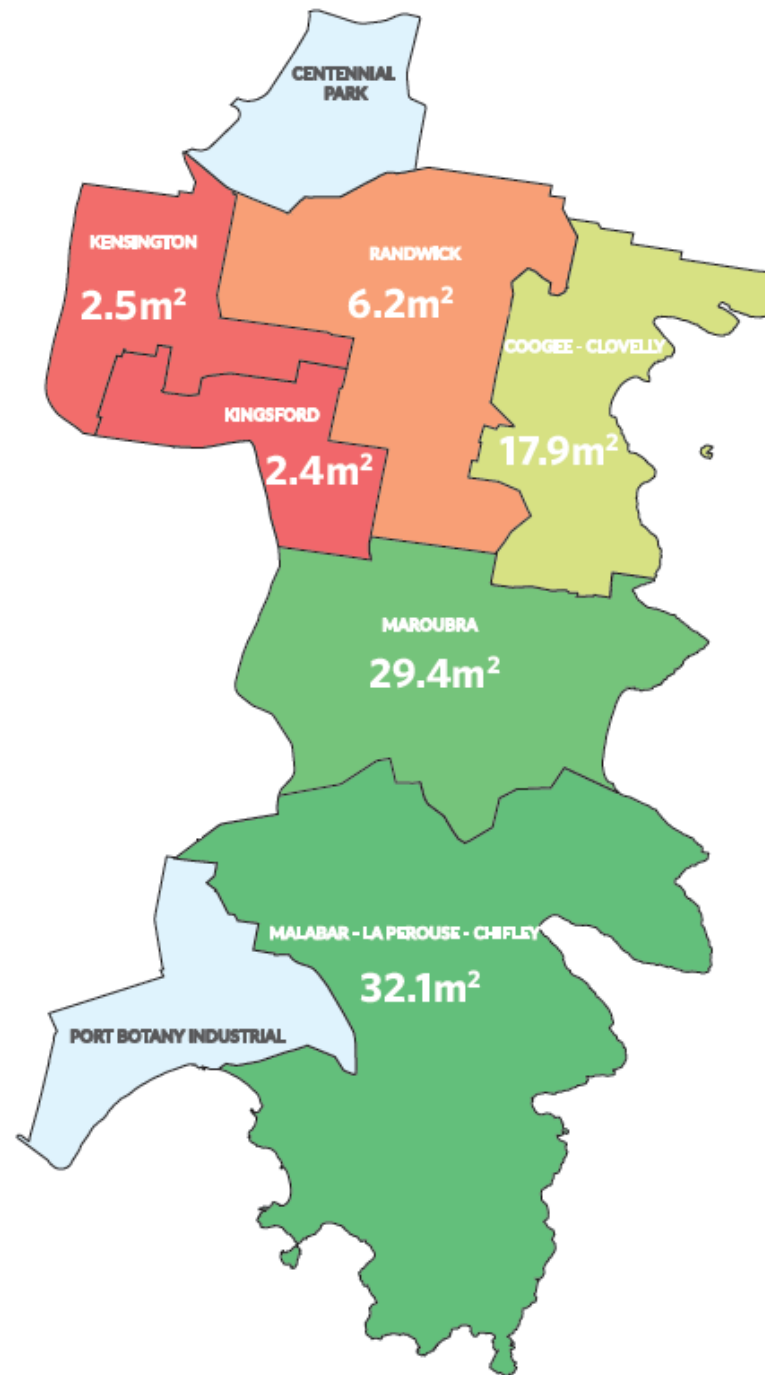 CENTENNIAL
PARK
KENSINGTON
2.5m²
RANDWICK
6.2m²
COOGEE - CLOVELLY
17.9m²
KINGSFORD
2.4m²
MAROUBRA
29.4m²
MALABAR - LA PEROUSE - CHIFLEY
32.1m²
PORT BOTANY INDUSTRIAL